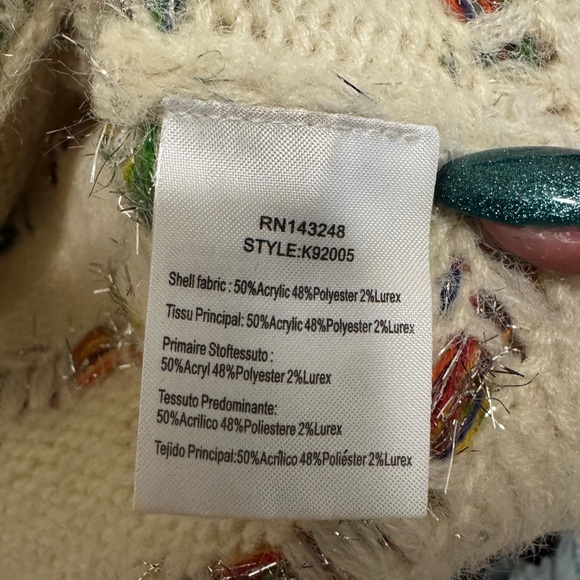 RN143248
STYLE:K92005
Shell fabric : 50%Acrylic 48%Polyester 2%Lurex
Tissu Principal: 50%Acrylic 48%Polyester 2%Lurex
Primaire Stoftessuto :
50%Acryl 48%Polyester 2%Lurex
Tessuto Predominante:
50%Acrilico 48%Poliestere 2%Lurex
Tejido Principal:50%Acrílico 48%Poliéster 2%Lurex